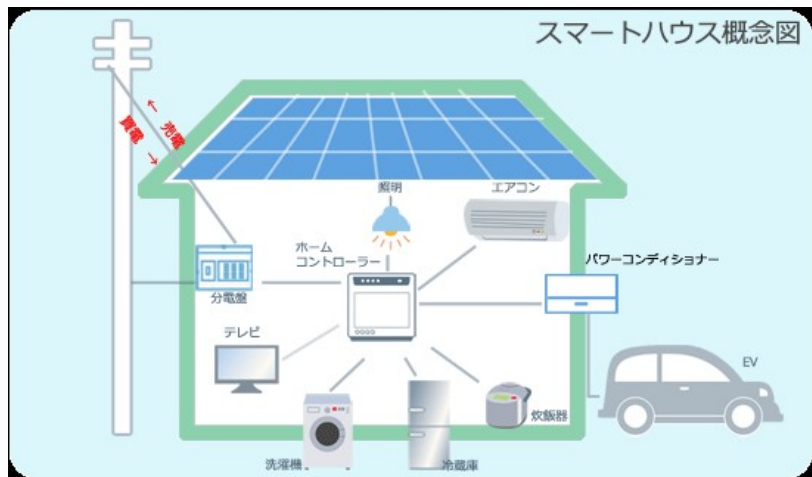 スマートハウス概念図
← 売電
買電 →
照明
エアコン
ホーム
コントローラー
パワーコンディショナー
分電盤
テレビ
EV
炊飯器
洗濯機
冷蔵庫